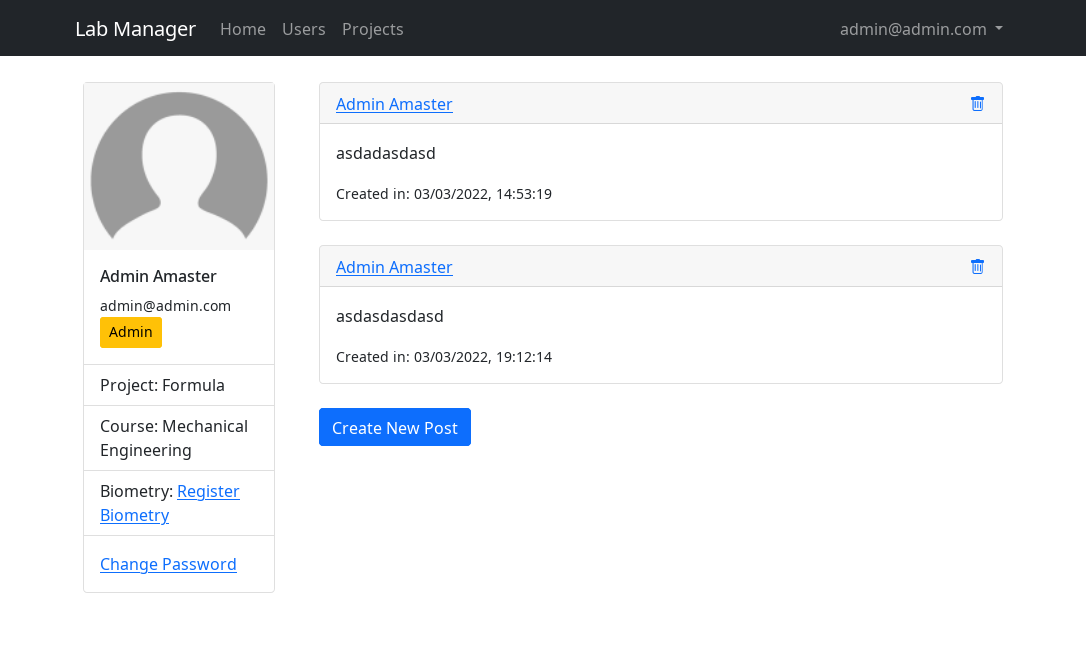 Lab Manager Home Users Projects admin@admin.com
Admin Amaster
admin@admin.com
Admin
Project: Formula
Course: Mechanical
Engineering
Biometry: Register
Biometry
Change Password
Admin Amaster
asdadasdasd
Created in: 03/03/2022, 14:53:19
Admin Amaster
asdasdasdasd
Created in: 03/03/2022, 19:12:14
Create New Post